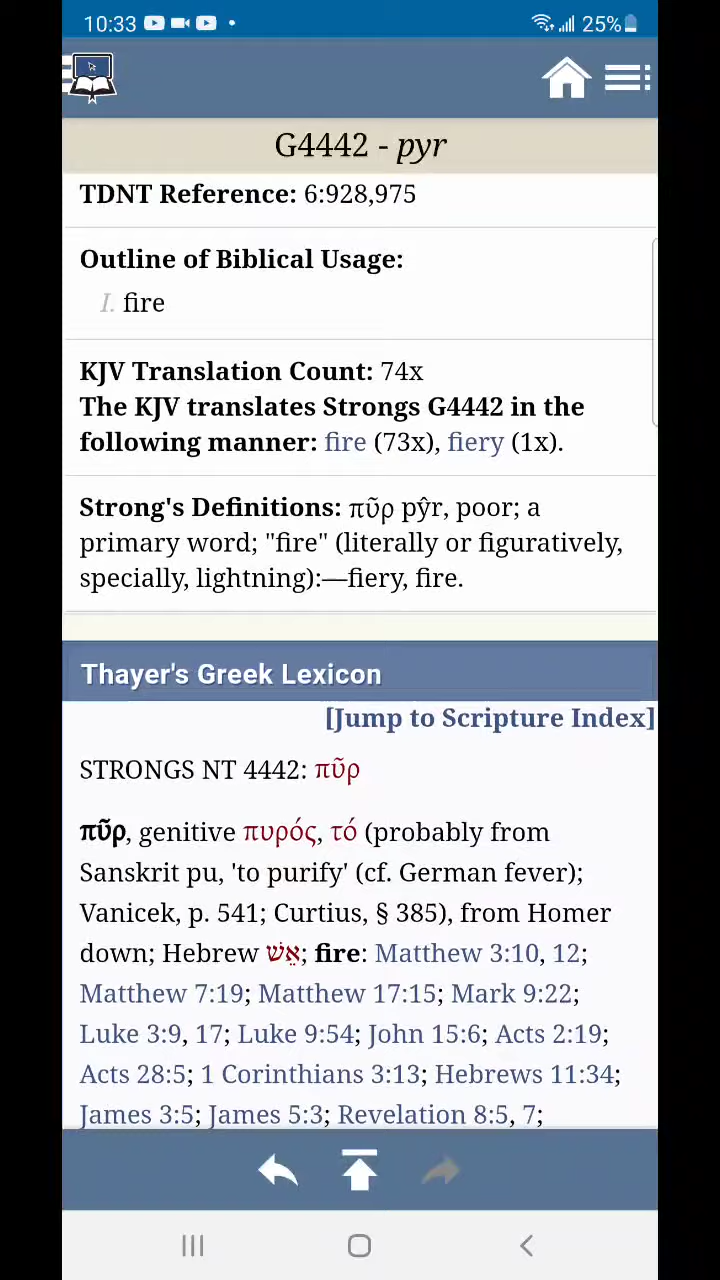 10:33
25%
G4442 - pyr
TDNT Reference: 6:928,975
Outline of Biblical Usage:
I. fire
KJV Translation Count: 74x
The KJV translates Strongs G4442 in the
following manner: fire (73x), fiery (1x).
Strong's Definitions: πῦρ pŷr, poor; a
primary word; "fire" (literally or figuratively,
specially, lightning):—fiery, fire.
Thayer's Greek Lexicon
[Jump to Scripture Index]
STRONGS NT 4442: πῦρ
πῦρ, genitive πυρός, τό (probably from
Sanskrit pu, 'to purify' (cf. German fever);
Vanicek, p. 541; Curtius, § 385), from Homer
down; Hebrew אֵשׁ; fire: Matthew 3:10, 12;
Matthew 7:19; Matthew 17:15; Mark 9:22;
Luke 3:9, 17; Luke 9:54; John 15:6; Acts 2:19;
Acts 28:5; 1 Corinthians 3:13; Hebrews 11:34;
James 3:5; James 5:3; Revelation 8:5, 7;